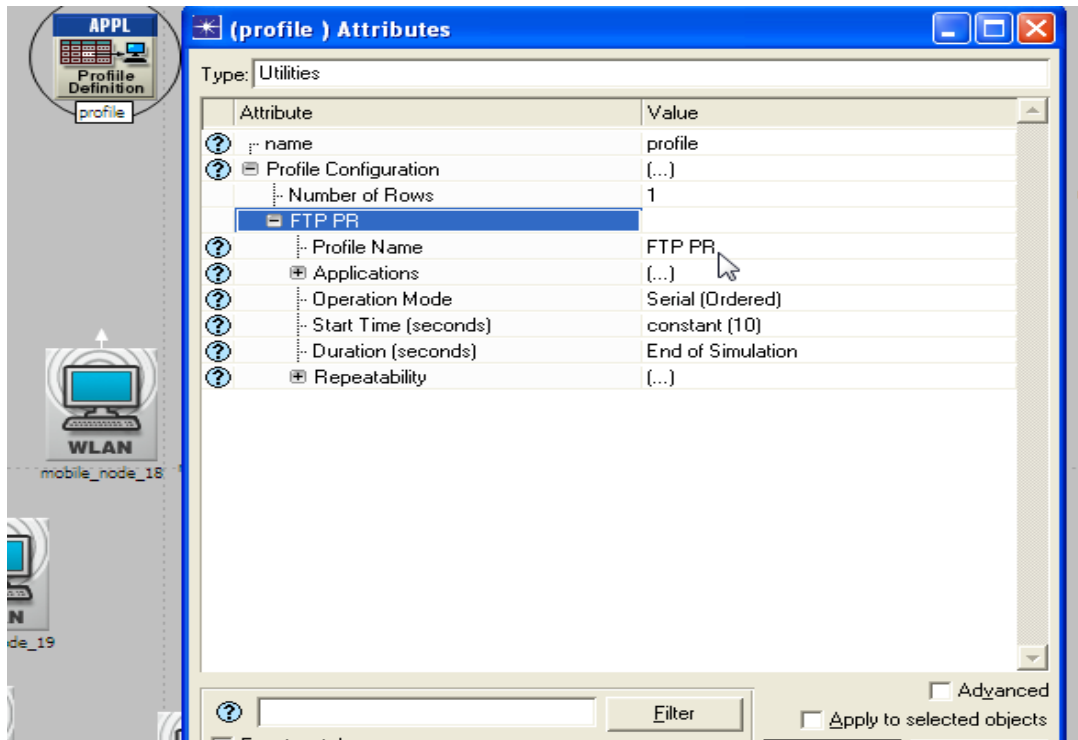 APPL
Profiile
Definition
profile
(profile ) Attributes
Type: Utilities
Attribute Value
name profile
Profile Configuration (...)
Number of Rows 1
FTP PR
Profile Name FTP PR
Applications (...)
Operation Mode Serial (Ordered)
Start Time (seconds) constant (10)
Duration (seconds) End of Simulation
Repeatability (...)
WLAN
mobile_node_18
N
de_19
Advanced
Filter
Apply to selected objects